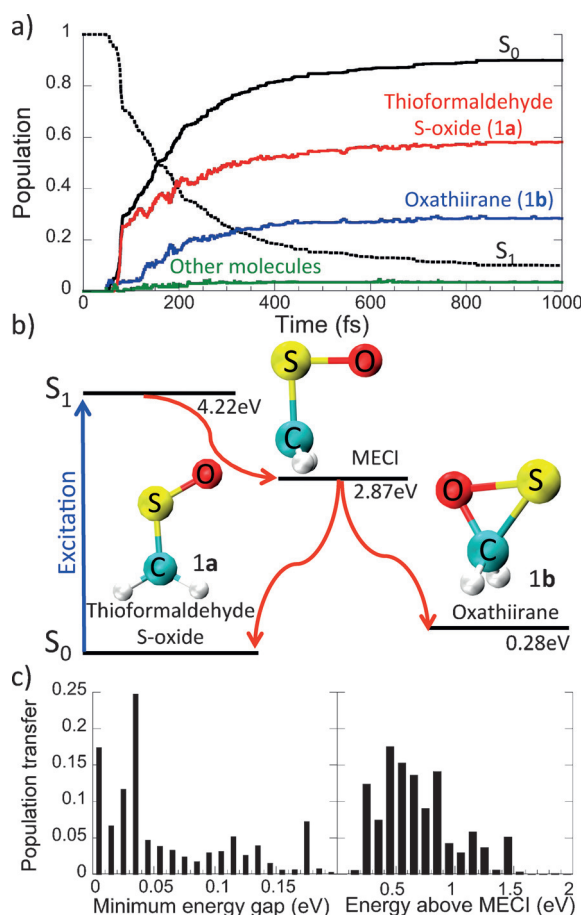 a)
1
0.8
0.6
0.4
0.2
0
Population
S0
Thioformaldehyde
S-oxide (1a)
Oxathiirane (1b)
S1
Other molecules
0 200 400 600 800 1000
Time (fs)
b)
S1
4.22eV
S O
C
MECI
2.87eV
O
S
C
1a
O S
C
1b
Excitation
Thioformaldehyde
S-oxide
Oxathiirane
S0
0.28eV
c)
0.25
0.2
0.15
0.1
0.05
0
Population transfer
0 0.05 0.1 0.15
Minimum energy gap (eV)
0.5 1 1.5 2
Energy above MECI (eV)